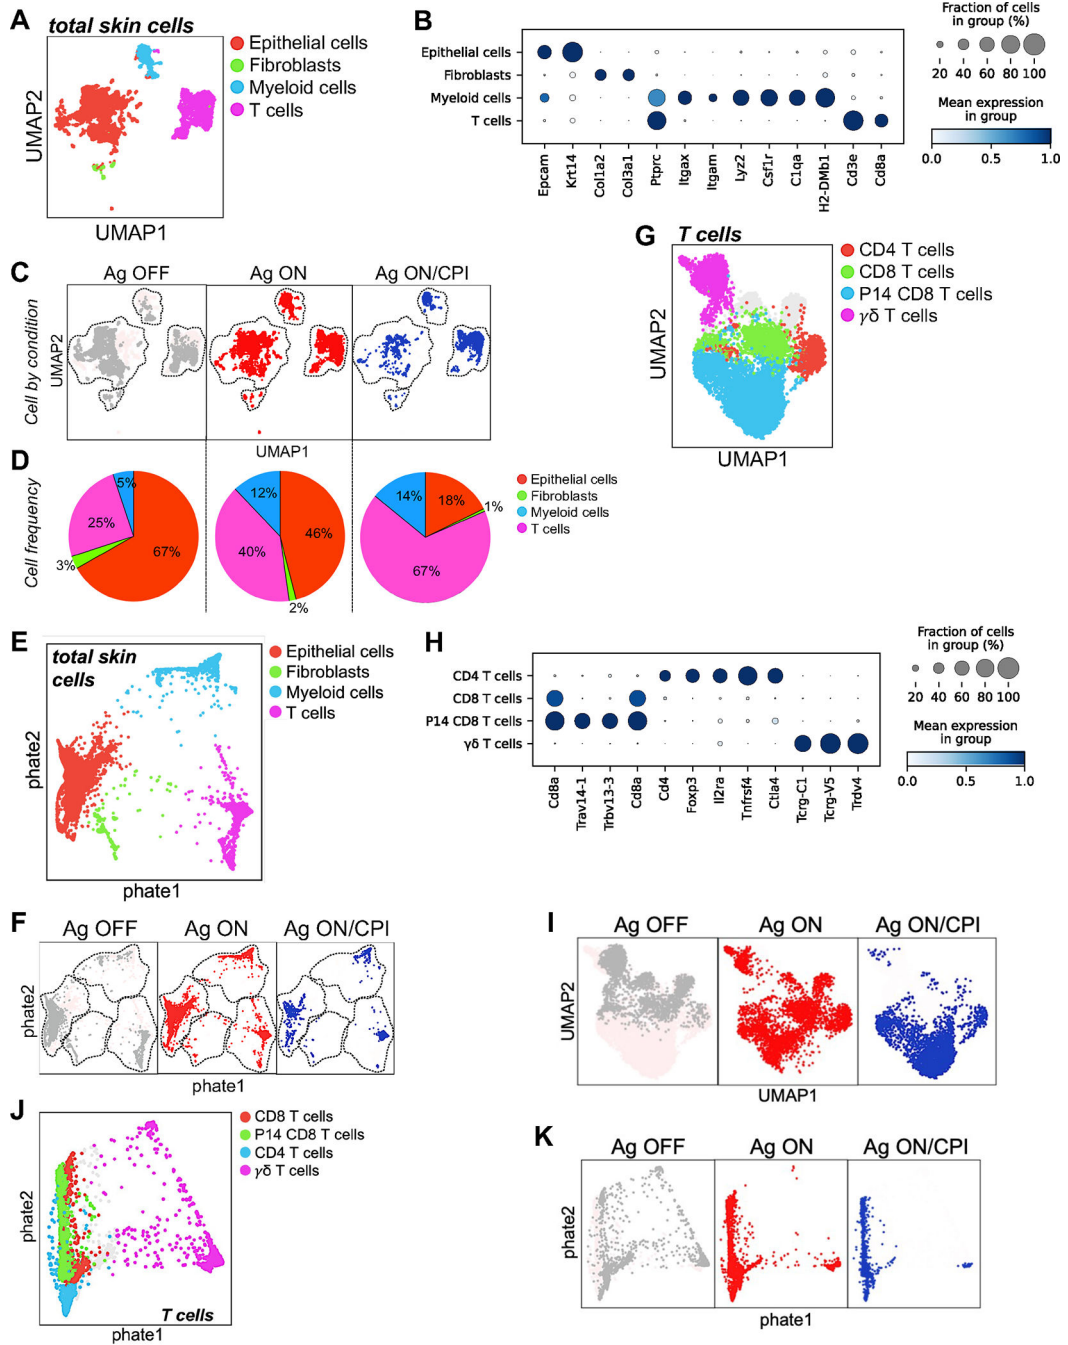 A
total skin cells
UMAP2
UMAP1
Epithelial cells
Fibroblasts
Myeloid cells
T cells
B
Epithelial cells
Fibroblasts
Myeloid cells
T cells
Epcam
Krt14
Col1a2
Col3a1
Ptprc
Itgax
Itgam
Lyz2
Csf1r
C1qa
H2-DMb1
Cd3e
Cd8a
Fraction of cells
in group (%)
20 40 60 80 100
Mean expression
in group
0.0 0.5 1.0
C
Ag OFF Ag ON Ag ON/CPI
Cell by condition
UMAP2
UMAP1
D
Cell frequency
5%
25%
3%
67%
12%
40%
46%
2%
14%
18%
1%
67%
Epithelial cells
Fibroblasts
Myeloid cells
T cells
G
T cells
UMAP2
UMAP1
CD4 T cells
CD8 T cells
P14 CD8 T cells
γδ T cells
E
total skin
cells
phate2
phate1
Epithelial cells
Fibroblasts
Myeloid cells
T cells
H
CD4 T cells
CD8 T cells
P14 CD8 T cells
γδ T cells
Cd8a
Trav14-1
Trbv13-3
Cd8a
Cd4
Foxp3
Il2ra
Tnfrsf4
Ctla4
Tcrg-C1
Tcrg-V5
Trdv4
Fraction of cells
in group (%)
20 40 60 80 100
Mean expression
in group
0.0 0.5 1.0
F
Ag OFF Ag ON Ag ON/CPI
phate2
phate1
I
Ag OFF Ag ON Ag ON/CPI
UMAP2
UMAP1
J
phate2
phate1
T cells
CD8 T cells
P14 CD8 T cells
CD4 T cells
γδ T cells
K
Ag OFF Ag ON Ag ON/CPI
phate2
phate1